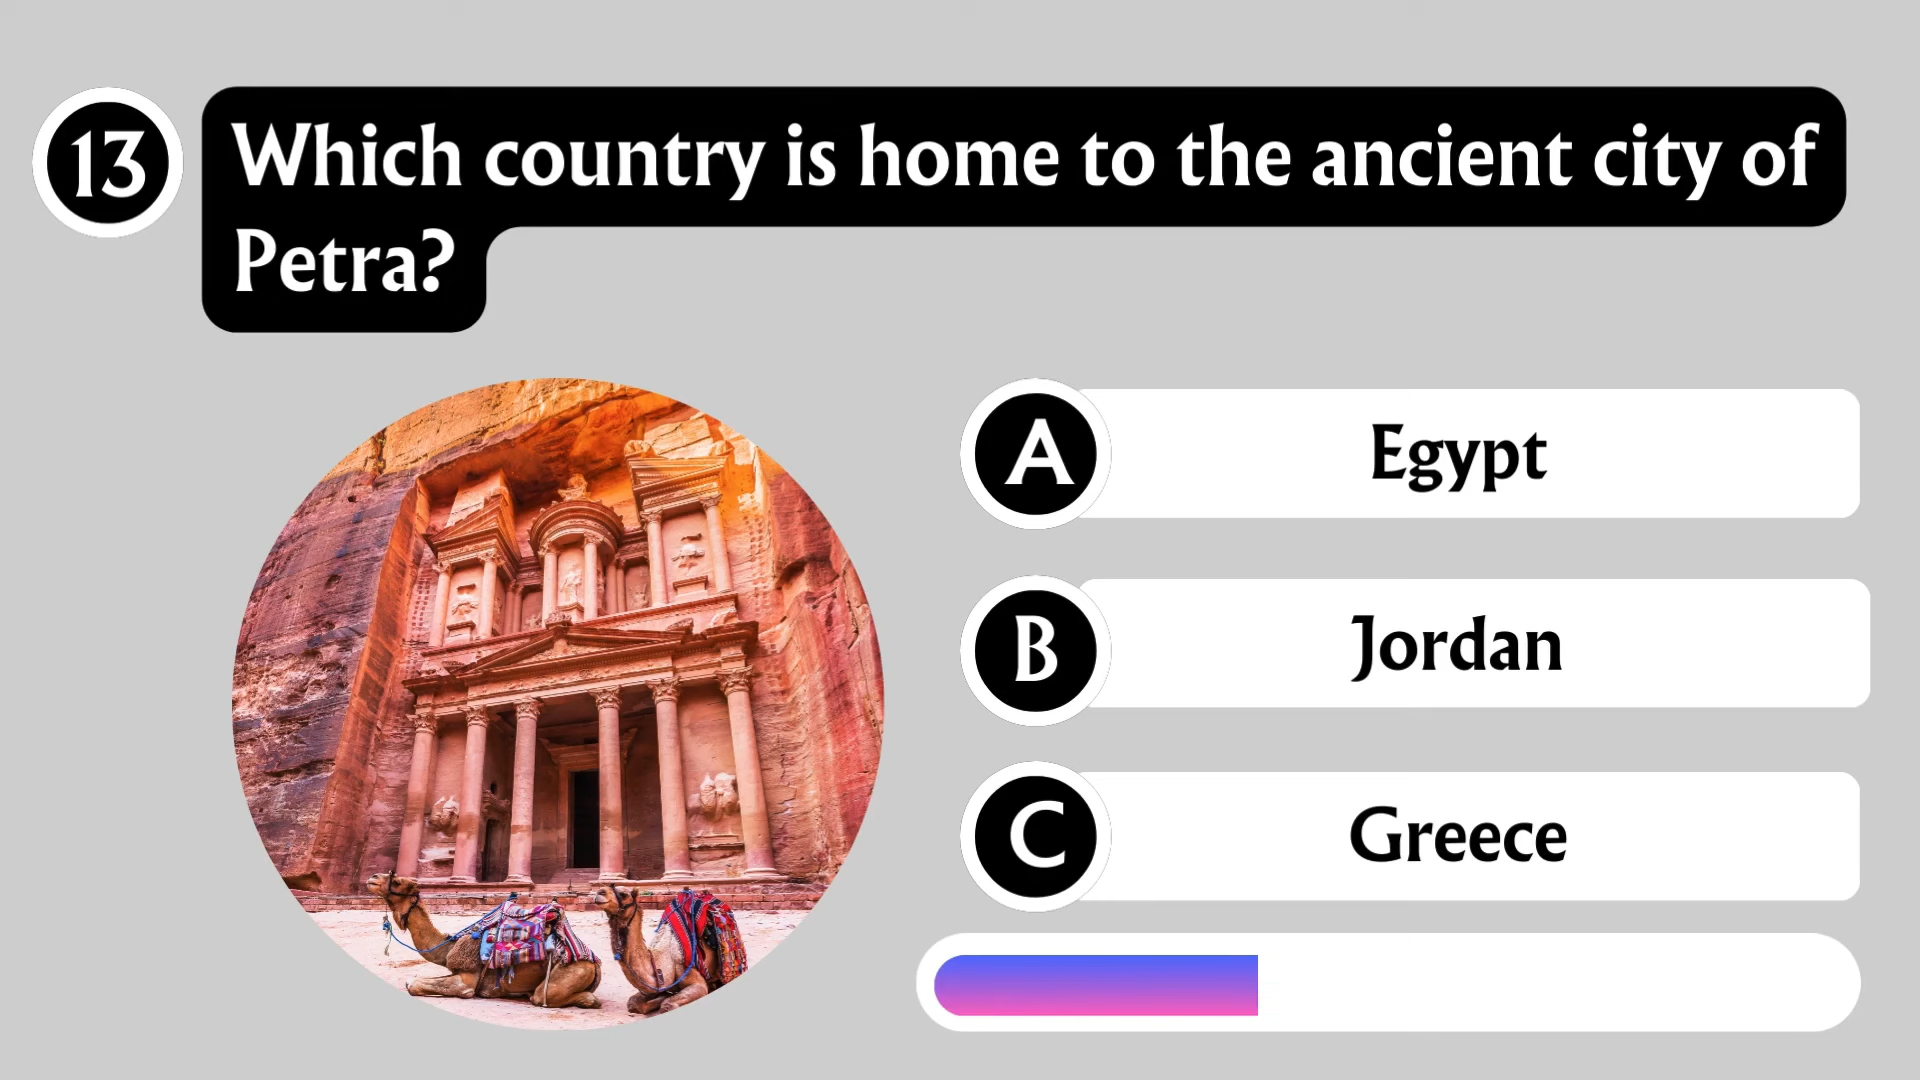 13
Which country is home to the ancient city of
Petra?
A
Egypt
B
Jordan
C
Greece